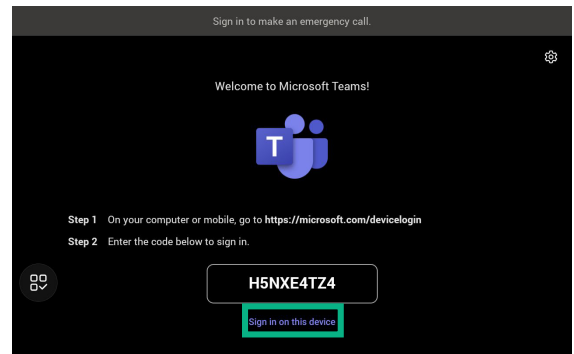 Sign in to make an emergency call.
Welcome to Microsoft Teams!
T
Step 1 On your computer or mobile, go to https://microsoft.com/devicelogin
Step 2 Enter the code below to sign in.
H5NXE4TZ4
Sign in on this device